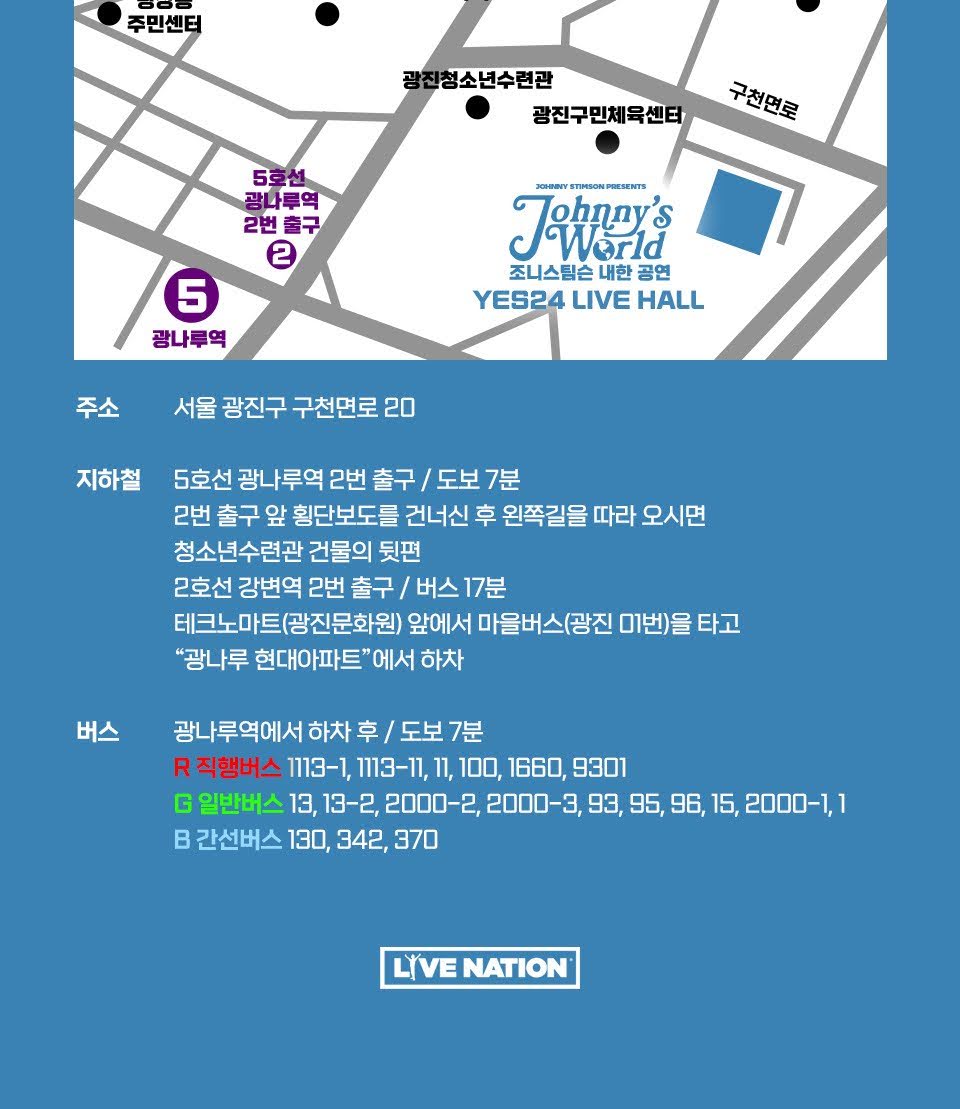 주민센터
광진청소년수련관
광진구민체육센터
구천면로
5호선
광나루역
2번 출구
2
5
광나루역
JOHNNY STIMSON PRESENTS
Johnny's
World
조니스팀슨 내한 공연
YES24 LIVE HALL
주소 서울 광진구 구천면로 20
지하철 5호선 광나루역 2번 출구 / 도보 7분
2번 출구 앞 횡단보도를 건너신 후 왼쪽길을 따라 오시면
청소년수련관 건물의 뒷편
2호선 강변역 2번 출구 / 버스 17분
테크노마트(광진문화원) 앞에서 마을버스(광진 01번)을 타고
“광나루 현대아파트”에서 하차
버스 광나루역에서 하차 후 / 도보 7분
R 직행버스 1113-1, 1113-11, 11, 100, 1660, 9301
G 일반버스 13, 13-2, 2000-2, 2000-3, 93, 95, 96, 15, 2000-1, 1
B 간선버스 130, 342, 370
LIVE NATION